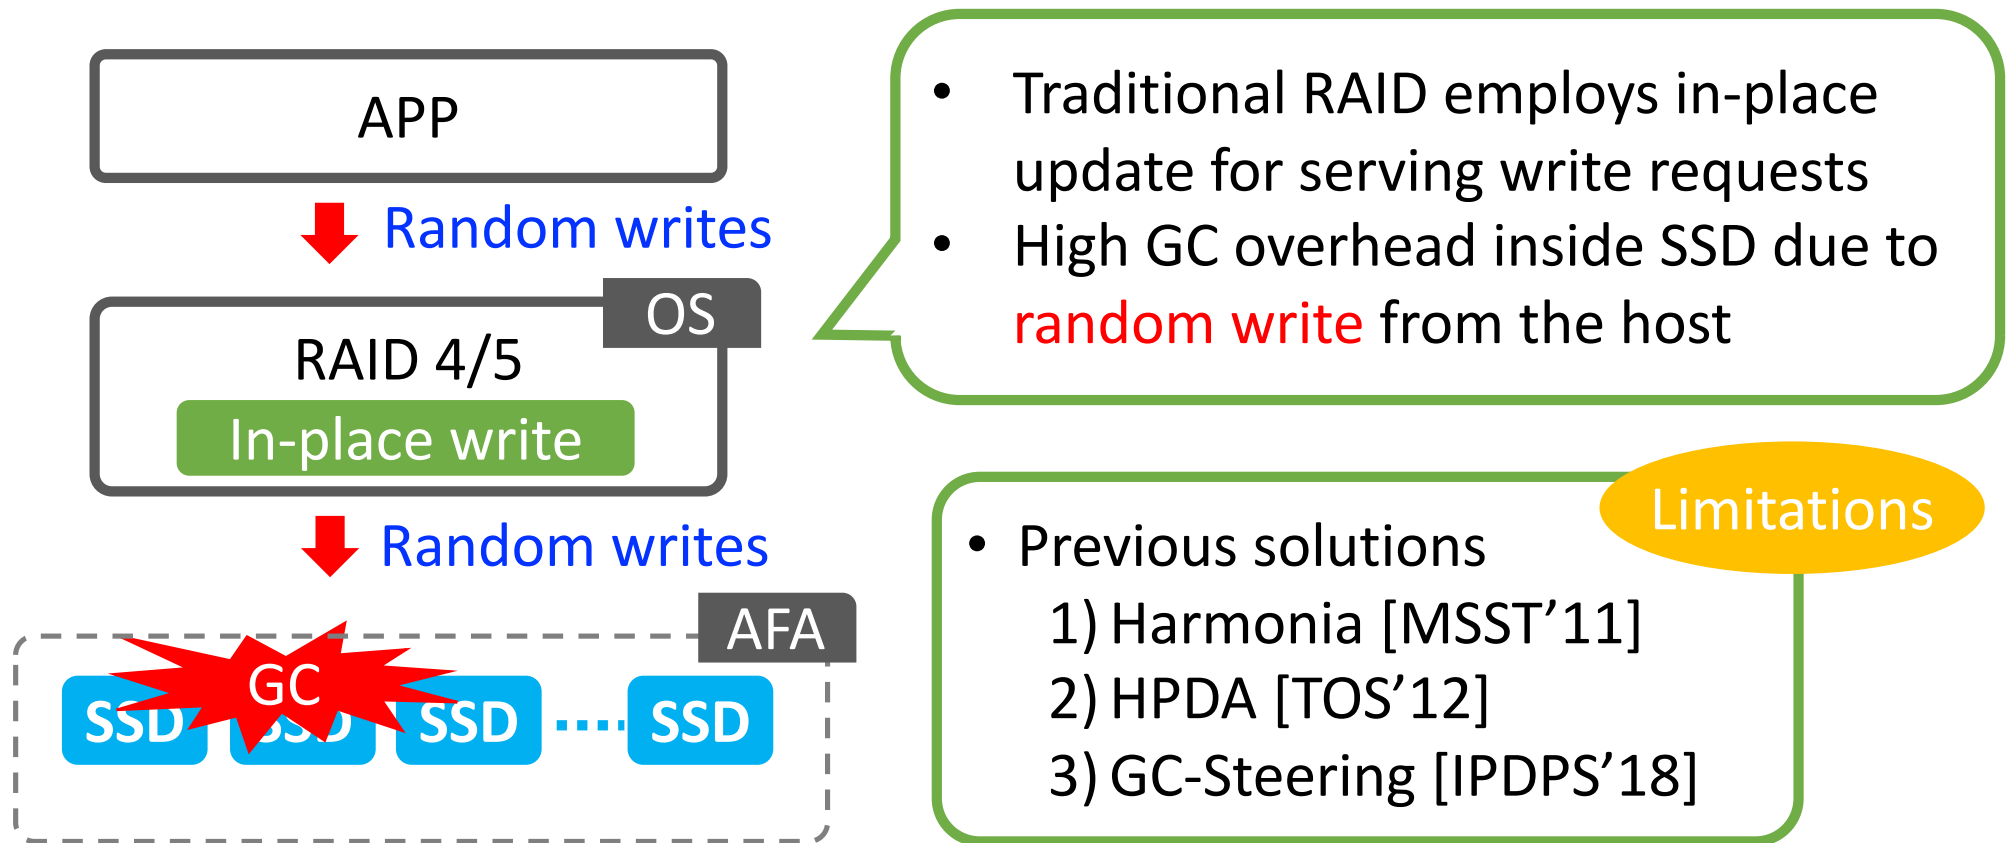 APP
Random writes
OS
RAID 4/5
In-place write
Random writes
AFA
GC
SSD SSD SSD ····· SSD
• Traditional RAID employs in-place
update for serving write requests
• High GC overhead inside SSD due to
random write from the host
Limitations
• Previous solutions
1) Harmonia [MSST’11]
2) HPDA [TOS’12]
3) GC-Steering [IPDPS’18]